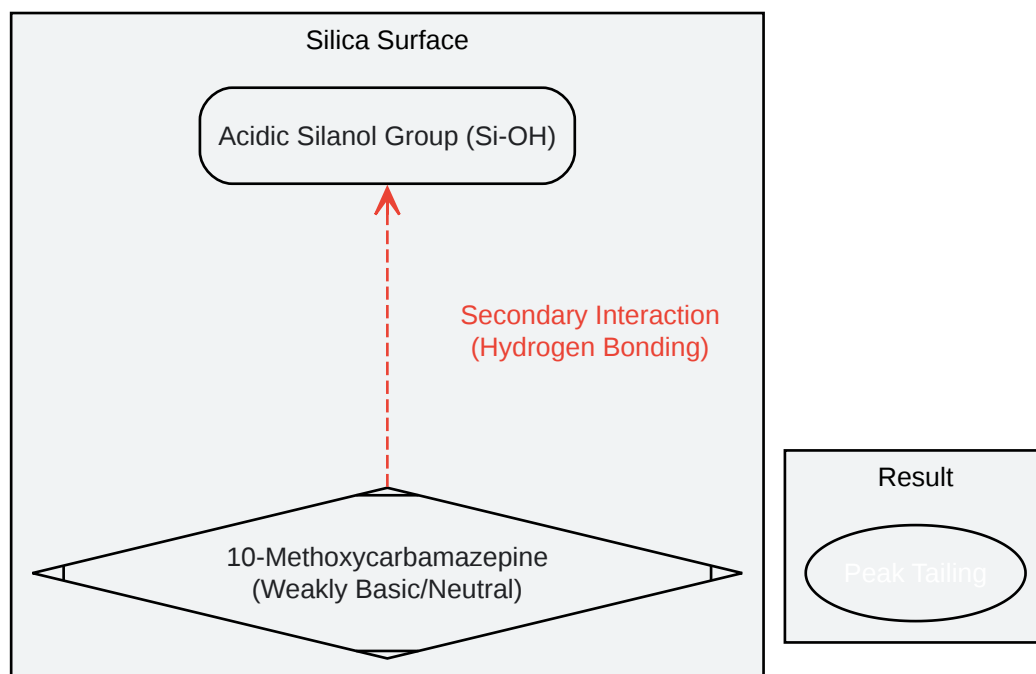 Silica Surface
Acidic Silanol Group (Si-OH)
Secondary Interaction
(Hydrogen Bonding)
10-Methoxycarbamazepine
(Weakly Basic/Neutral)
Result
Peak Tailing